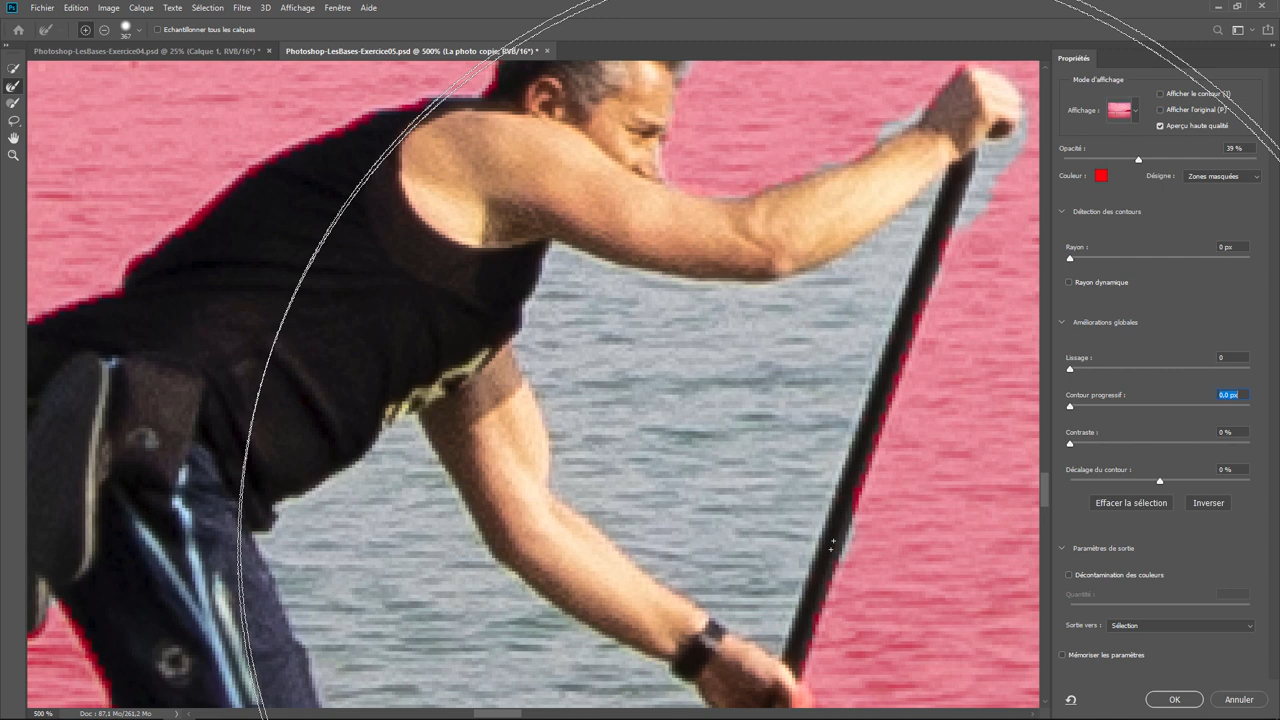 Ps Fichier Edition Image Calque Texte Sélection Filtre 3D Affichage Fenêtre Aide
367 Echantillonner tous les calques
Photoshop-LesBases-Exercice04.psd @ 25% (Calque 1, RVB/16*) * × Photoshop-LesBases-Exercice05.psd @ 500% (La photo copie, RVB/16*) * ×
Propriétés
Mode d'affichage
Afficher le contour (J)
Affichage : Afficher l'original (P)
Aperçu haute qualité
Opacité : 39 %
Couleur : Désigne : Zones masquées
Détection des contours
Rayon : 0 px
Rayon dynamique
Améliorations globales
Lissage : 0
Contour progressif : 0,0 px
Contraste : 0 %
Décalage du contour : 0 %
Effacer la sélection Inverser
Paramètres de sortie
Décontamination des couleurs
Quantité :
Sortie vers : Sélection
Mémoriser les paramètres
OK Annuler
500 % Doc : 87,1 Mo/261,2 Mo